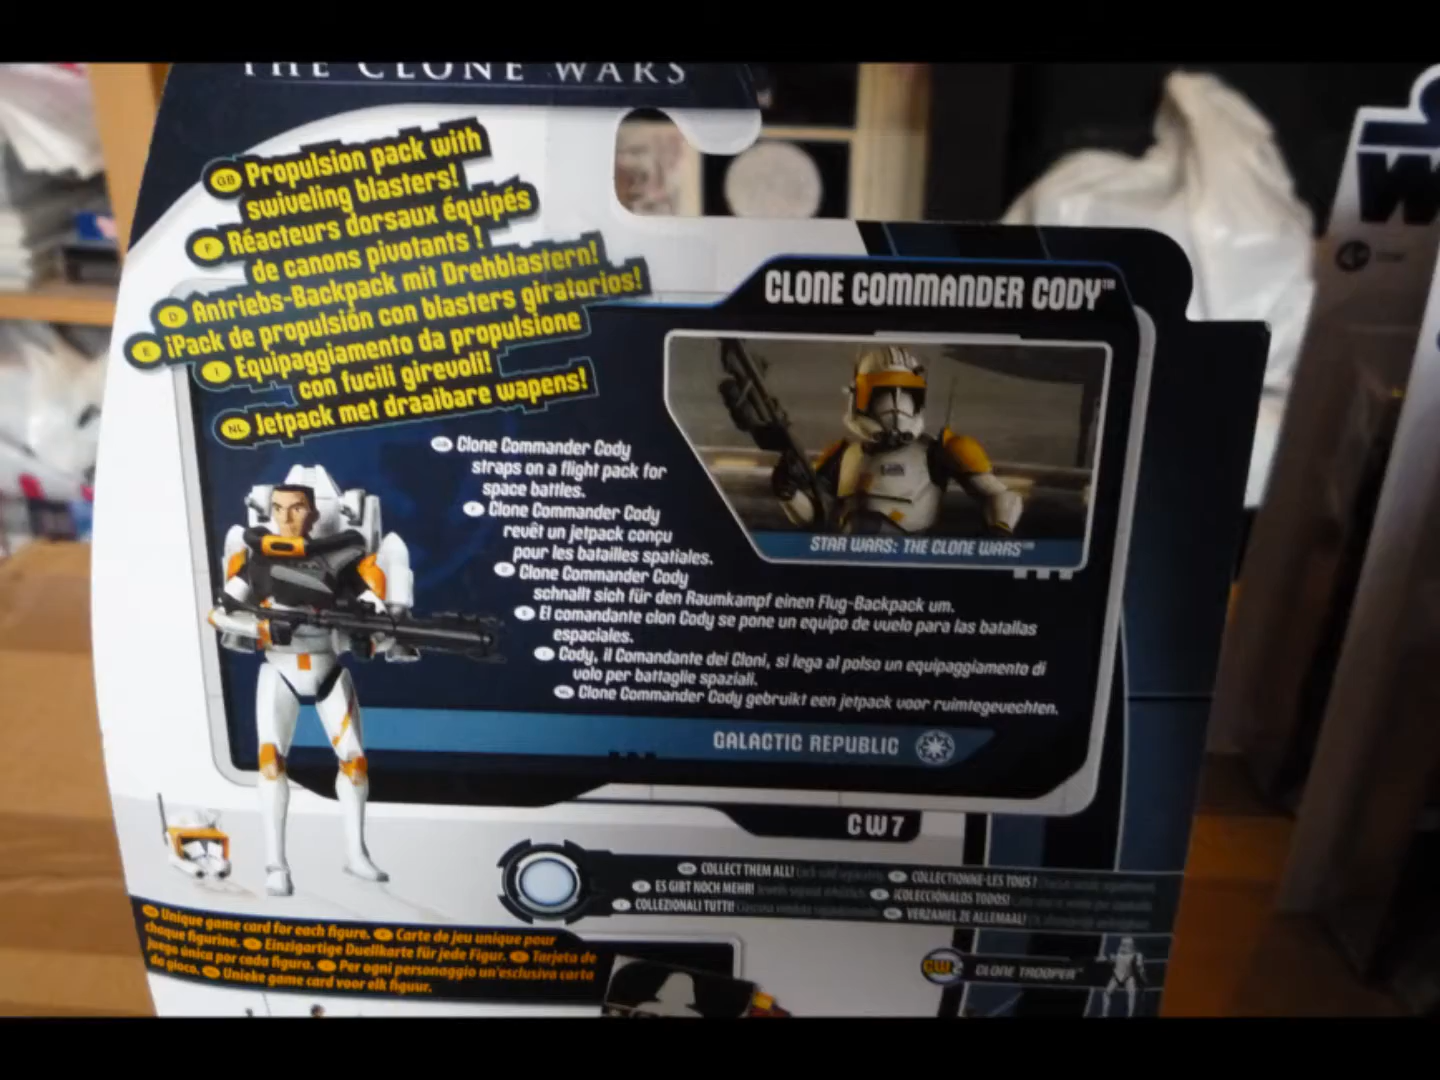 THE CLONE WARS
GB Propulsion pack with
swiveling blasters!
F Réacteurs dorsaux équipés
de canons pivotants !
D Antriebs-Backpack mit Drehblastern!
E ¡Pack de propulsión con blasters giratorios!
I Equipaggiamento da propulsione
con fucili girevoli!
NL Jetpack met draaibare wapens!
CLONE COMMANDER CODY™
STAR WARS: THE CLONE WARS™
GB Clone Commander Cody
straps on a flight pack for
space battles.
F Clone Commander Cody
revêt un jetpack conçu
pour les batailles spatiales.
D Clone Commander Cody
schnallt sich für den Raumkampf einen Flug-Backpack um.
E El comandante clon Cody se pone un equipo de vuelo para las batallas
espaciales.
I Cody, il Comandante dei Cloni, si lega al polso un equipaggiamento di
volo per battaglie spaziali.
NL Clone Commander Cody gebruikt een jetpack voor ruimtegevechten.
GALACTIC REPUBLIC
CW7
COLLECT THEM ALL! COLLECTIONNE-LES TOUS !
ES GIBT NOCH MEHR! ¡COLECCIÓNALOS TODOS!
COLLEZIONALI TUTTI! VERZAMEL ZE ALLEMAAL!
Unique game card for each figure. Carte de jeu unique pour
chaque figurine. Einzigartige Duellkarte für jede Figur. Tarjeta de
juego única por cada figura. Per ogni personaggio un'esclusiva carta
da gioco. Unieke game card voor elk figuur.
CW2 CLONE TROOPER™
W